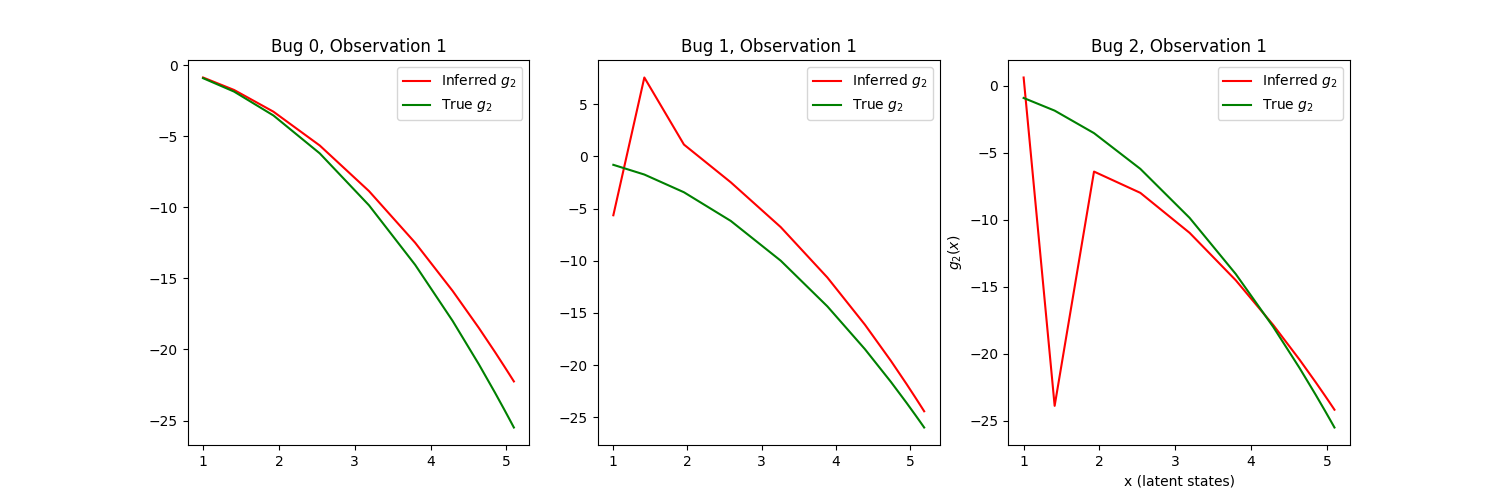 Bug 0, Observation 1
Inferred g₂
True g₂
0
−5
−10
−15
−20
−25
1 2 3 4 5
Bug 1, Observation 1
Inferred g₂
True g₂
5
0
−5
−10
−15
−20
−25
1 2 3 4 5
Bug 2, Observation 1
Inferred g₂
True g₂
g₂(x)
0
−5
−10
−15
−20
−25
1 2 3 4 5
x (latent states)